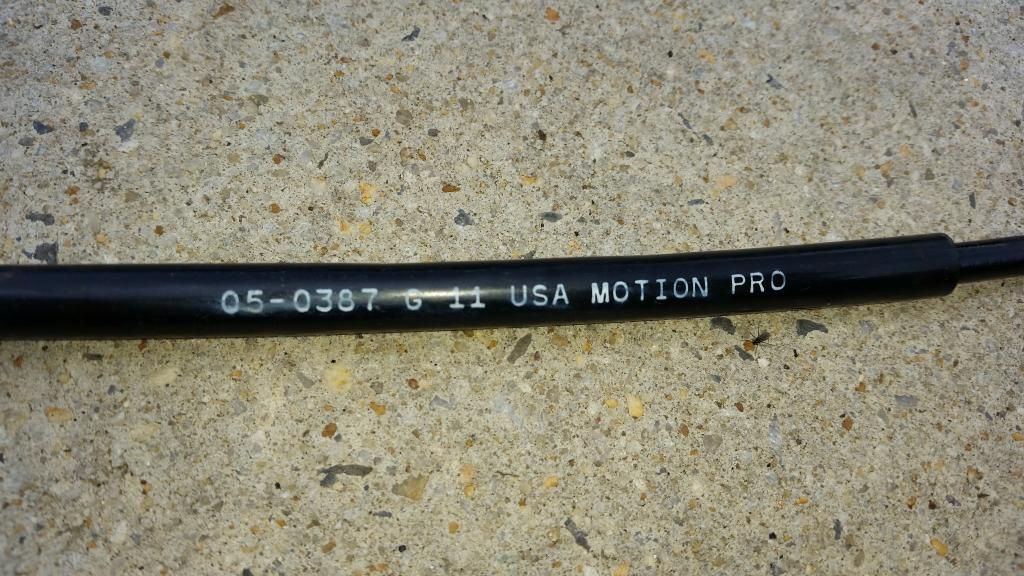 05-0387 G 11 USA MOTION PRO